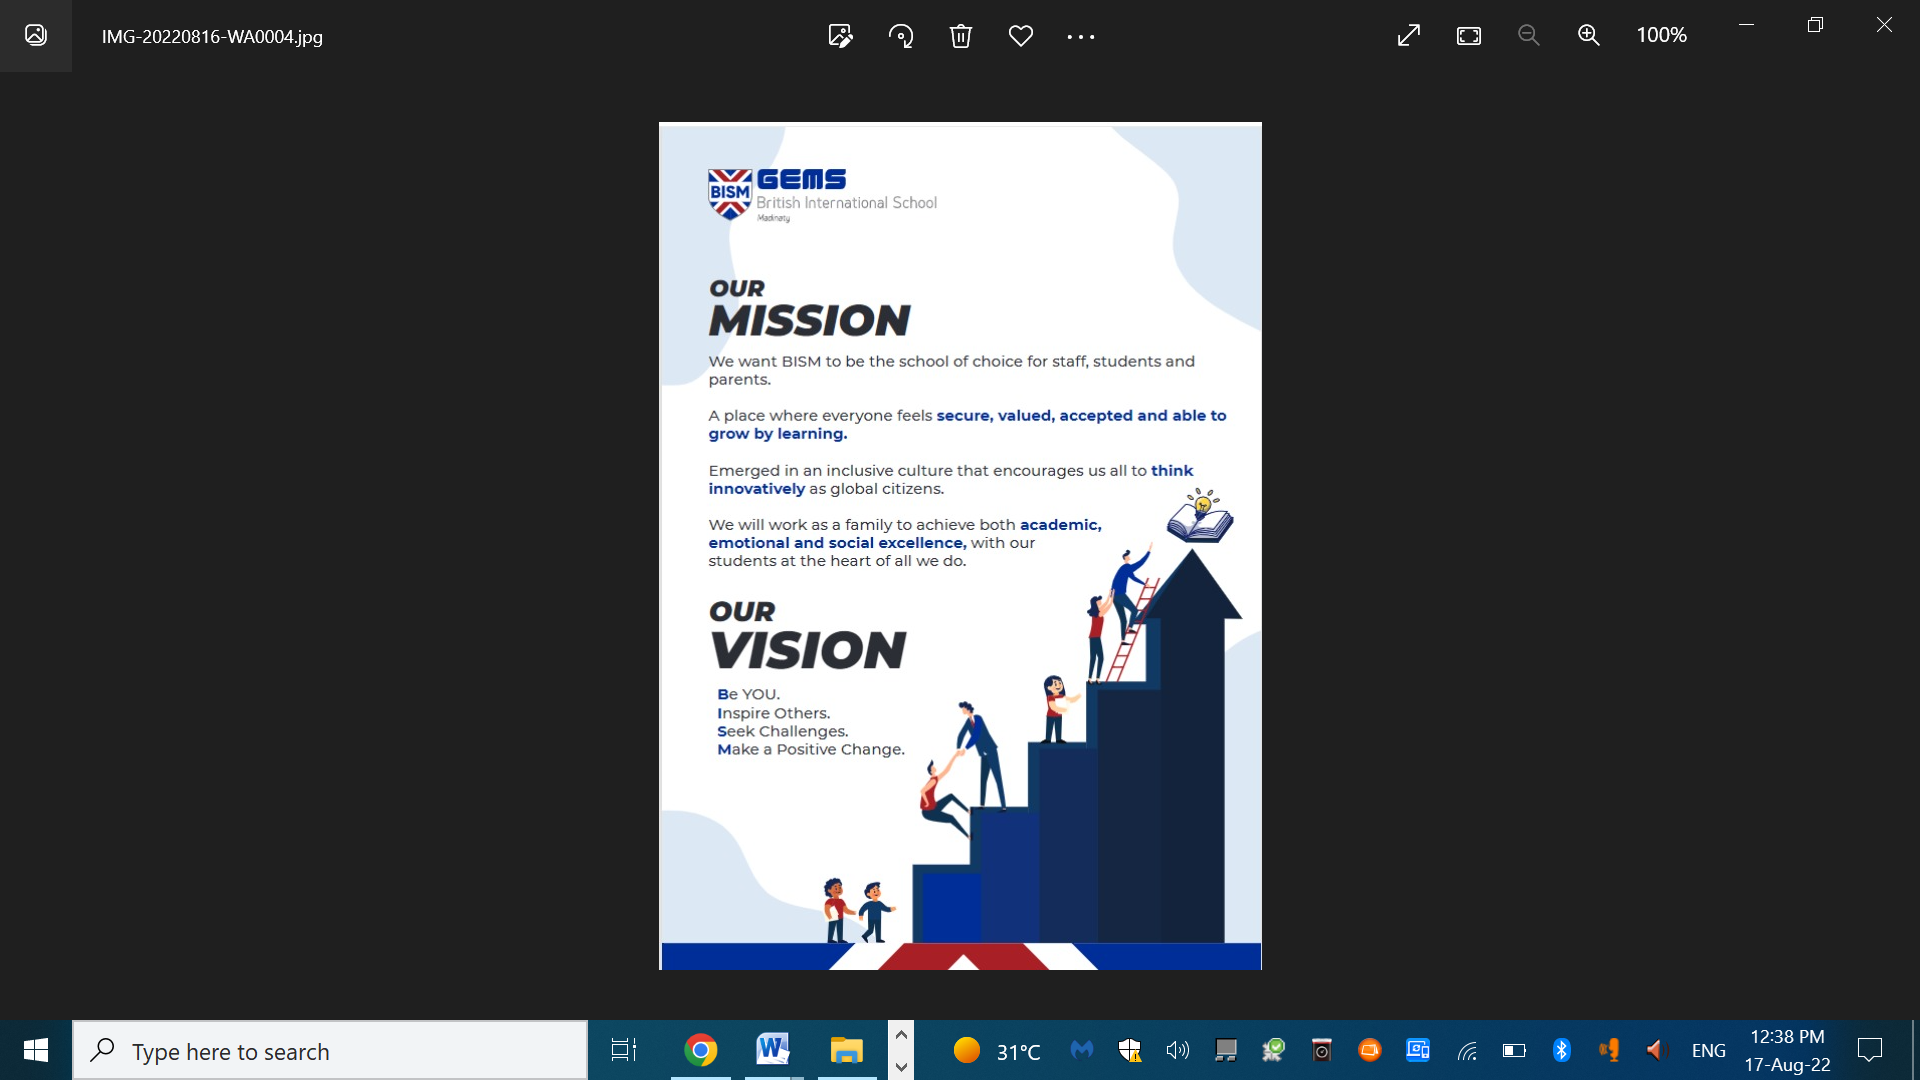 IMG-20220816-WA0004.jpg
100%
BISM
GEMS
British International School
Madinaty
OUR
MISSION
We want BISM to be the school of choice for staff, students and
parents.
A place where everyone feels secure, valued, accepted and able to
grow by learning.
Emerged in an inclusive culture that encourages us all to think
innovatively as global citizens.
We will work as a family to achieve both academic,
emotional and social excellence, with our
students at the heart of all we do.
OUR
VISION
Be YOU.
Inspire Others.
Seek Challenges.
Make a Positive Change.
Type here to search
W
31°C
ENG
12:38 PM
17-Aug-22